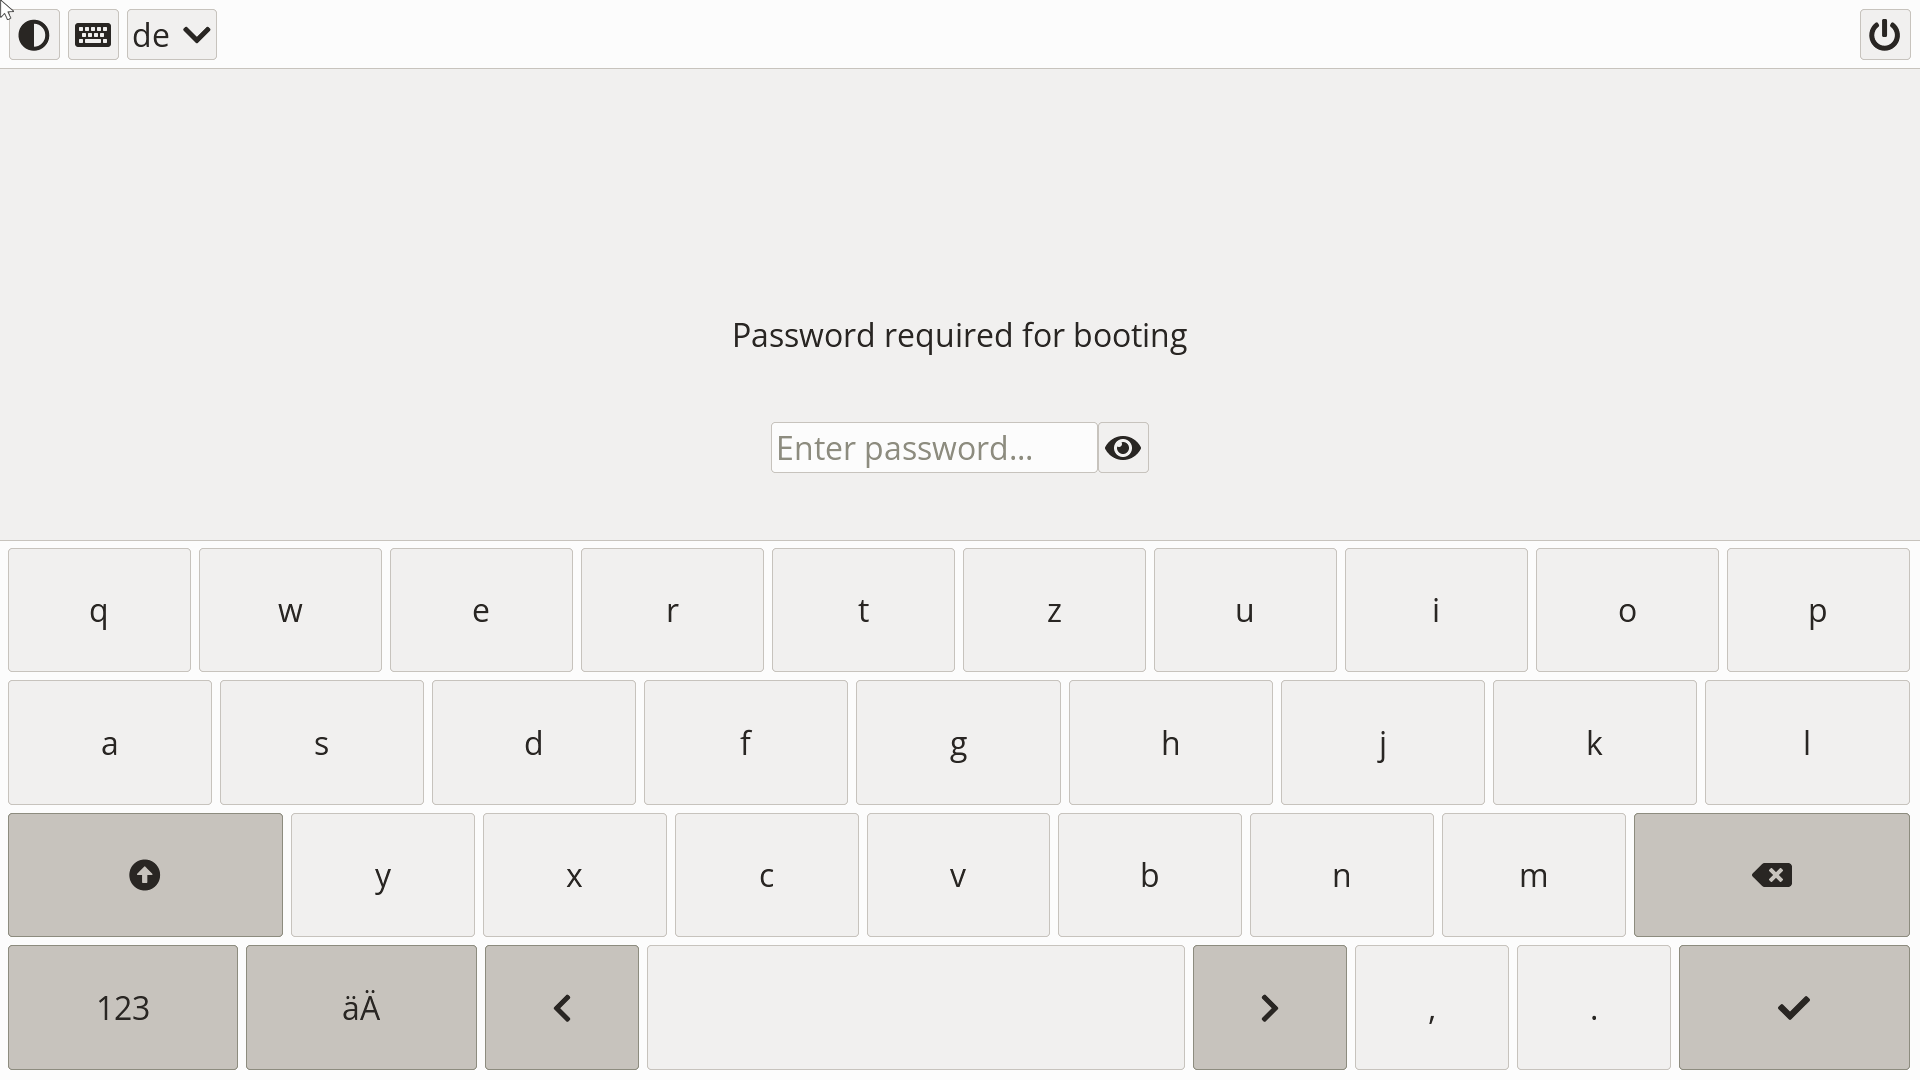 de
Password required for booting
Enter password...
q w e r t z u i o p
a s d f g h j k l
y x c v b n m
123 äÄ , .